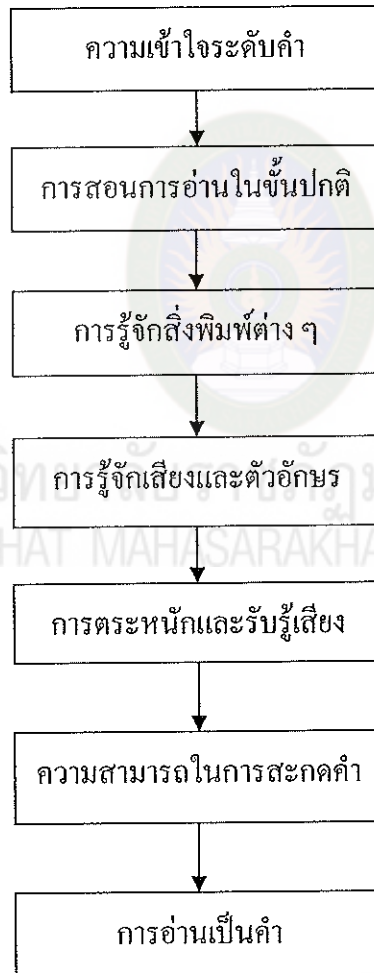 ความเข้าใจระดับคำ
การสอนการอ่านในขั้นปกติ
การรู้จักสิ่งพิมพ์ต่าง ๆ
การรู้จักเสียงและตัวอักษร
การตระหนักและรับรู้เสียง
ความสามารถในการสะกดคำ
การอ่านเป็นคำ